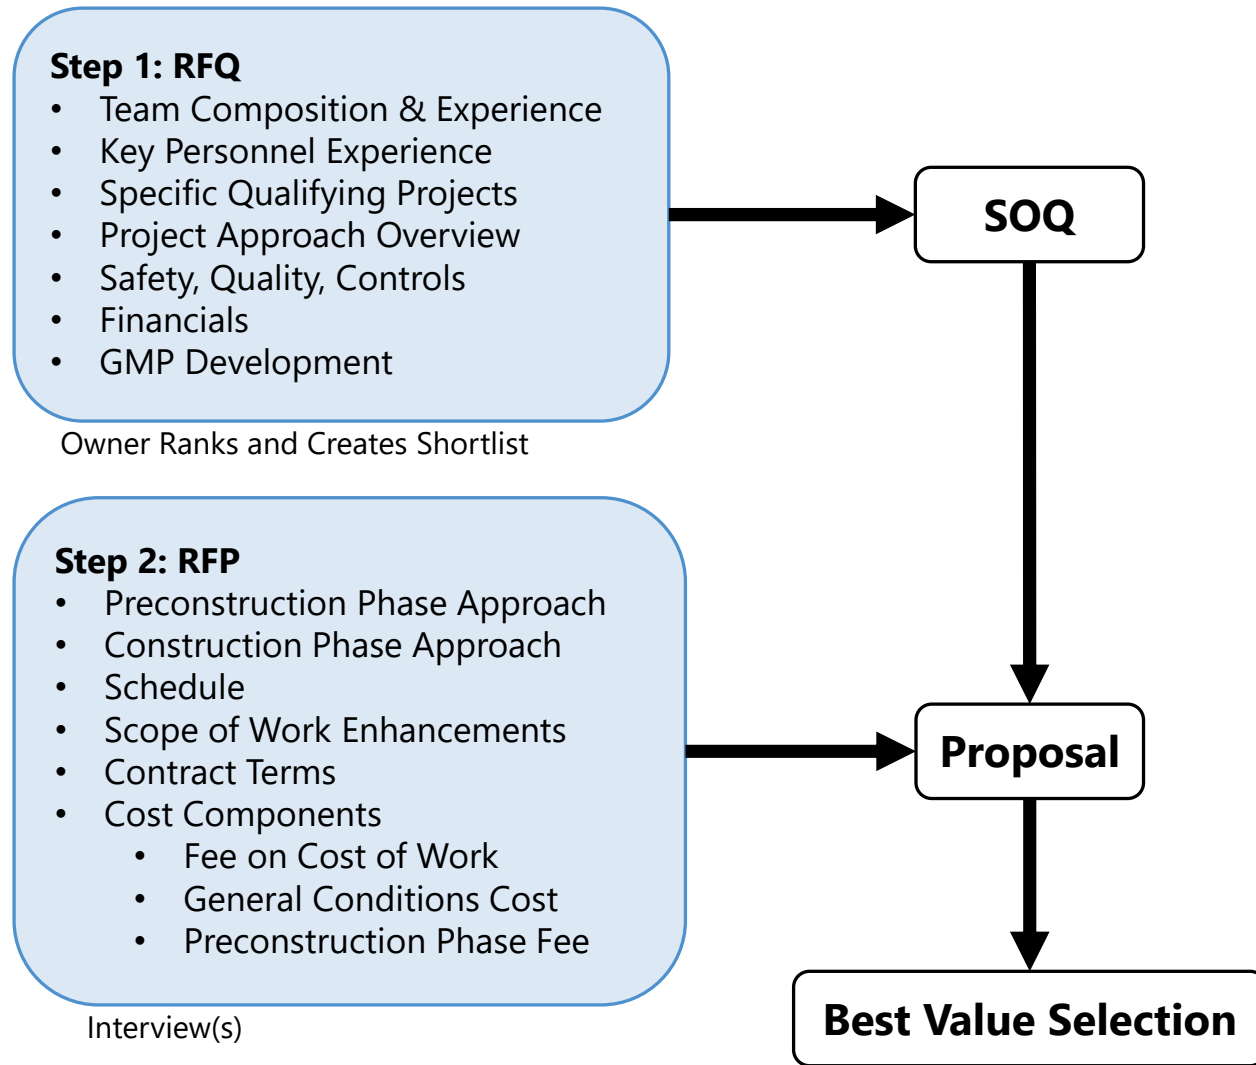 Step 1: RFQ
• Team Composition & Experience
• Key Personnel Experience
• Specific Qualifying Projects
• Project Approach Overview
• Safety, Quality, Controls
• Financials
• GMP Development
Owner Ranks and Creates Shortlist
SOQ
Step 2: RFP
• Preconstruction Phase Approach
• Construction Phase Approach
• Schedule
• Scope of Work Enhancements
• Contract Terms
• Cost Components
• Fee on Cost of Work
• General Conditions Cost
• Preconstruction Phase Fee
Interview(s)
Proposal
Best Value Selection